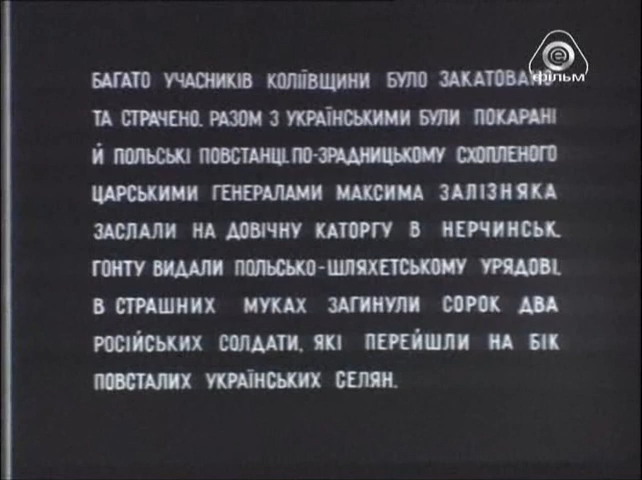 фільм
БАГАТО УЧАСНИКІВ КОЛІЇВЩИНИ БУЛО ЗАКАТОВАНО
ТА СТРАЧЕНО. РАЗОМ З УКРАЇНСЬКИМИ БУЛИ ПОКАРАНІ
Й ПОЛЬСЬКІ ПОВСТАНЦІ. ПО-ЗРАДНИЦЬКОМУ СХОПЛЕНОГО
ЦАРСЬКИМИ ГЕНЕРАЛАМИ МАКСИМА ЗАЛІЗНЯКА
ЗАСЛАЛИ НА ДОВІЧНУ КАТОРГУ В НЕРЧИНСЬК.
ГОНТУ ВИДАЛИ ПОЛЬСЬКО-ШЛЯХЕТСЬКОМУ УРЯДОВІ.
В СТРАШНИХ МУКАХ ЗАГИНУЛИ СОРОК ДВА
РОСІЙСЬКИХ СОЛДАТИ, ЯКІ ПЕРЕЙШЛИ НА БІК
ПОВСТАЛИХ УКРАЇНСЬКИХ СЕЛЯН.